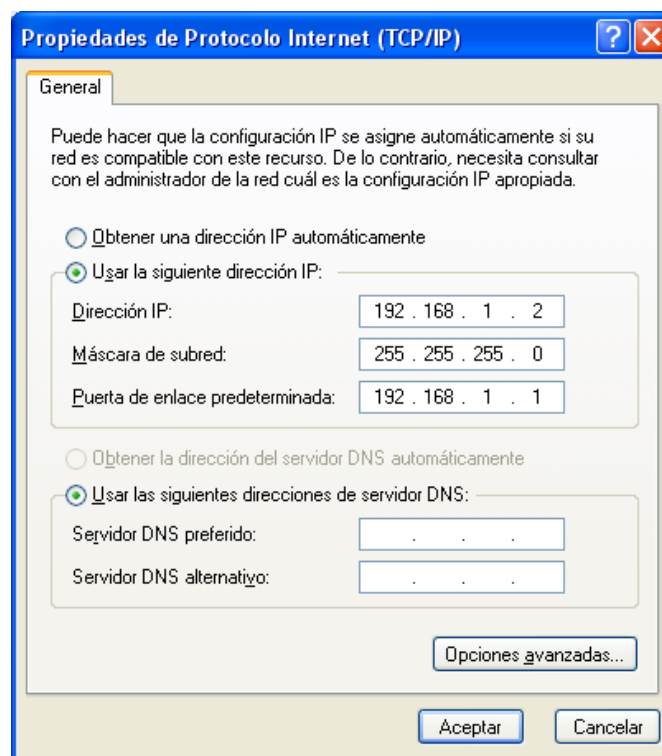 Propiedades de Protocolo Internet (TCP/IP)
General
Puede hacer que la configuración IP se asigne automáticamente si su
red es compatible con este recurso. De lo contrario, necesita consultar
con el administrador de la red cuál es la configuración IP apropiada.
Obtener una dirección IP automáticamente
Usar la siguiente dirección IP:
Dirección IP: 192 . 168 . 1 . 2
Máscara de subred: 255 . 255 . 255 . 0
Puerta de enlace predeterminada: 192 . 168 . 1 . 1
Obtener la dirección del servidor DNS automáticamente
Usar las siguientes direcciones de servidor DNS:
Servidor DNS preferido: . . .
Servidor DNS alternativo: . . .
Opciones avanzadas...
Aceptar Cancelar